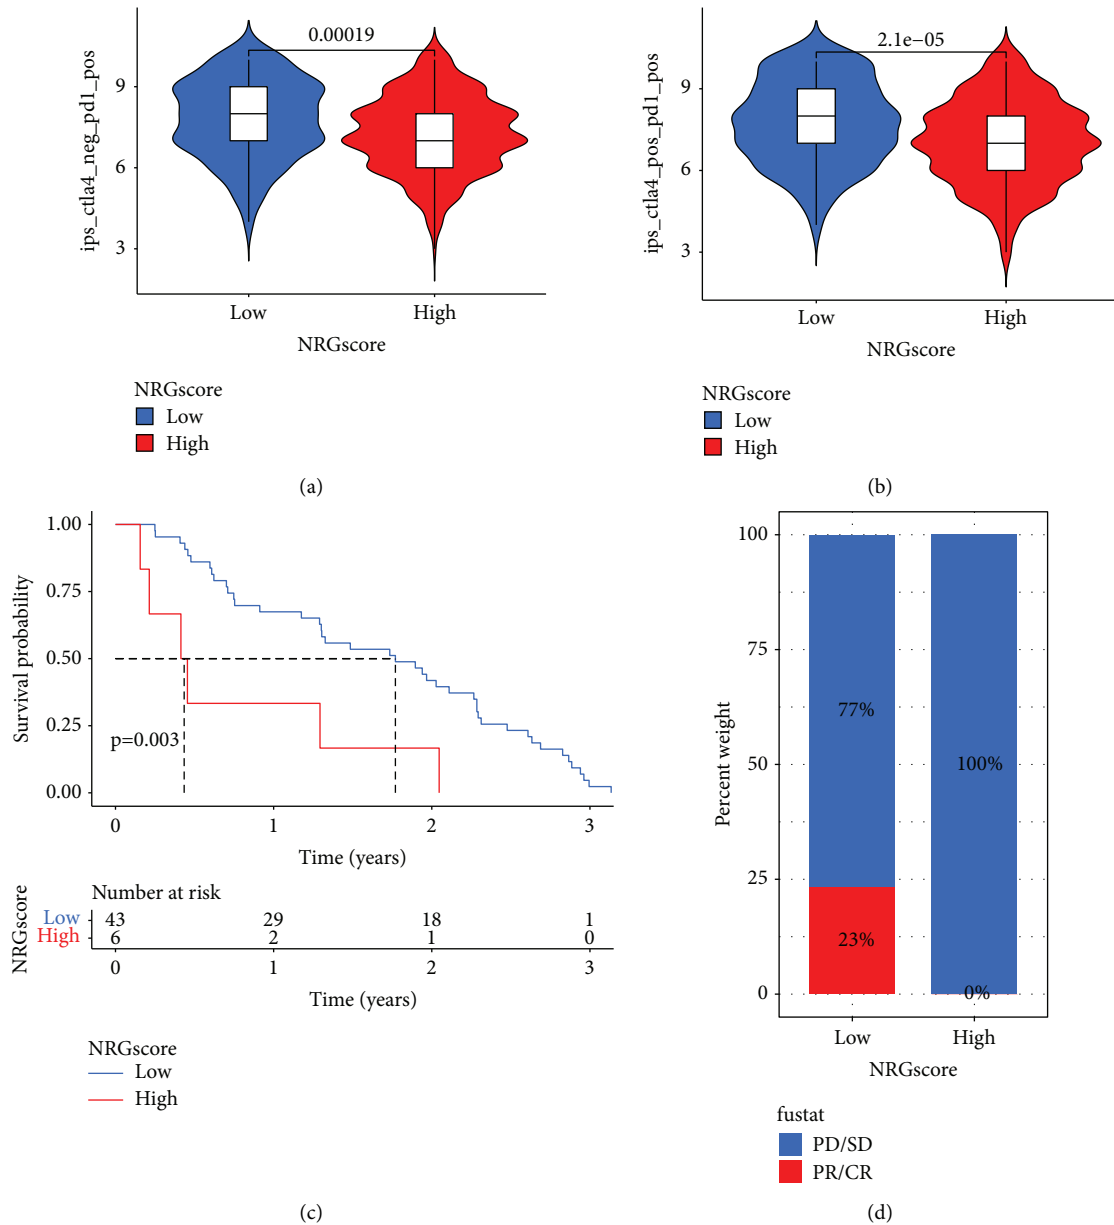 0.00019
ips_ctla4_neg_pd1_pos
9
6
3
Low
High
NRGscore
NRGscore
Low
High
(a)
2.1e−05
ips_ctla4_pos_pd1_pos
9
6
3
Low
High
NRGscore
NRGscore
Low
High
(b)
Survival probability
1.00
0.75
0.50
0.25
0.00
p=0.003
0 1 2 3
Time (years)
Number at risk
NRGscore
Low 43 29 18 1
High 6 2 1 0
0 1 2 3
Time (years)
NRGscore
Low
High
(c)
Percent weight
100
75
50
25
0
77%
100%
23%
0%
Low
High
NRGscore
fustat
PD/SD
PR/CR
(d)